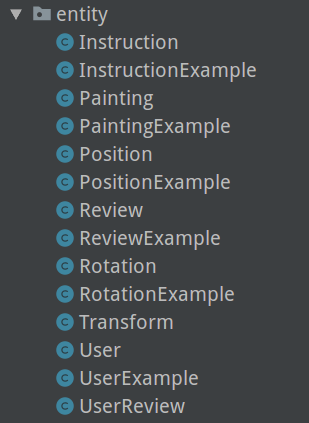 entity
Instruction
InstructionExample
Painting
PaintingExample
Position
PositionExample
Review
ReviewExample
Rotation
RotationExample
Transform
User
UserExample
UserReview